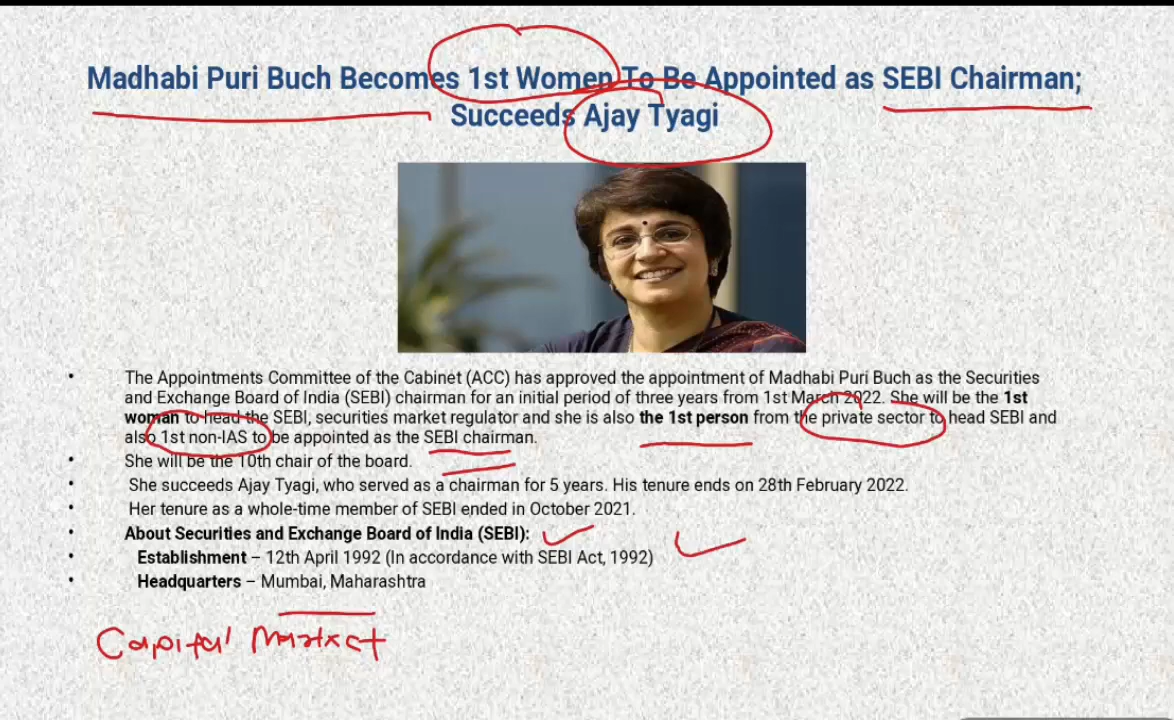 Madhabi Puri Buch Becomes 1st Women To Be Appointed as SEBI Chairman;
Succeeds Ajay Tyagi
• The Appointments Committee of the Cabinet (ACC) has approved the appointment of Madhabi Puri Buch as the Securities
and Exchange Board of India (SEBI) chairman for an initial period of three years from 1st March 2022. She will be the 1st
woman to head the SEBI, securities market regulator and she is also the 1st person from the private sector to head SEBI and
also 1st non-IAS to be appointed as the SEBI chairman.
• She will be the 10th chair of the board.
• She succeeds Ajay Tyagi, who served as a chairman for 5 years. His tenure ends on 28th February 2022.
• Her tenure as a whole-time member of SEBI ended in October 2021.
• About Securities and Exchange Board of India (SEBI):
• Establishment – 12th April 1992 (In accordance with SEBI Act, 1992)
• Headquarters – Mumbai, Maharashtra
Capital Market